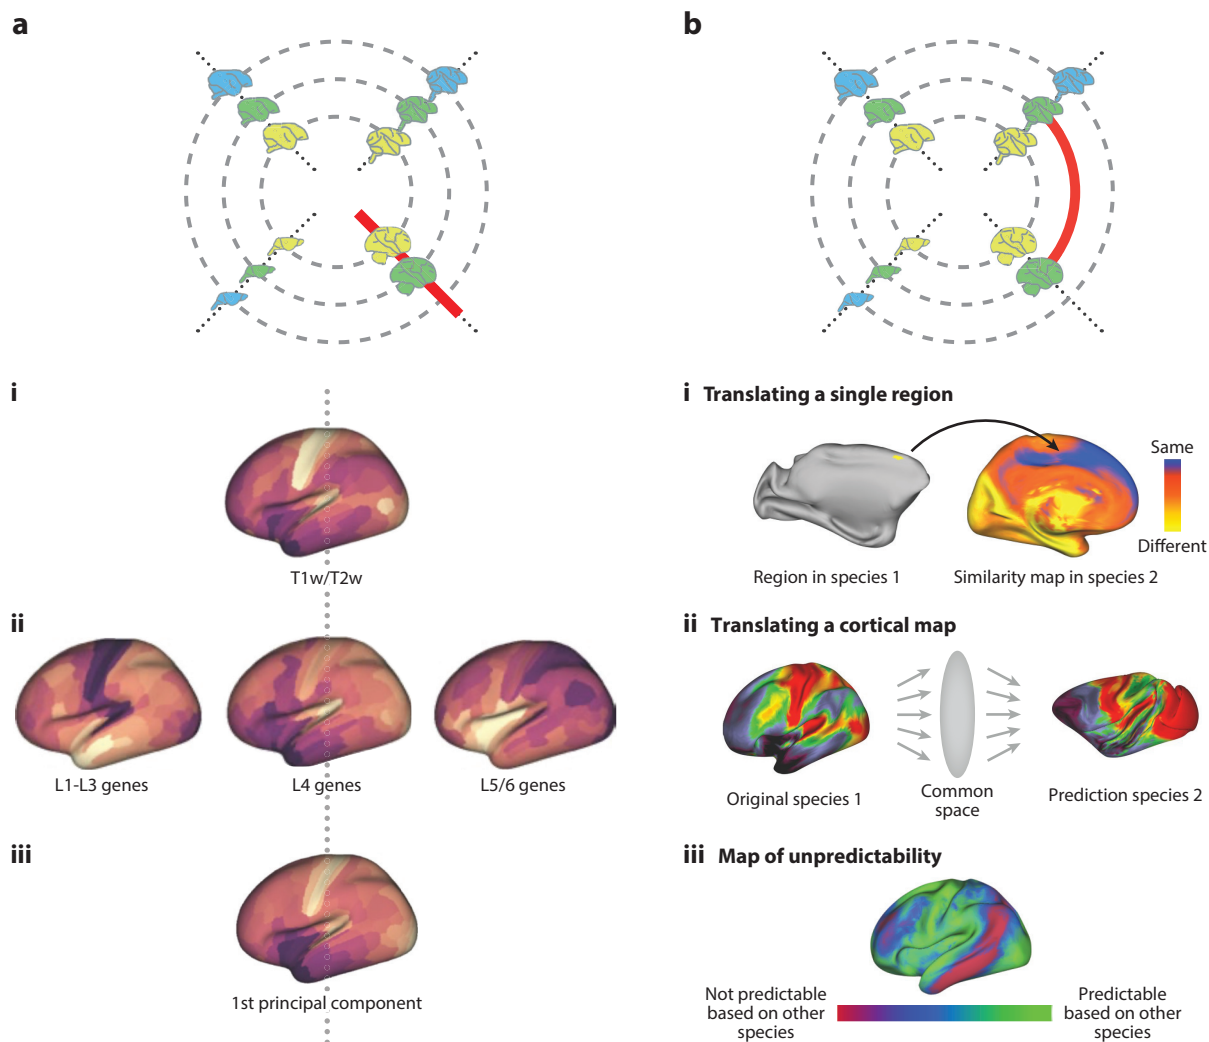 a
i
T1w/T2w
ii
L1-L3 genes
L4 genes
L5/6 genes
iii
1st principal component
b
i Translating a single region
Same
Different
Region in species 1
Similarity map in species 2
ii Translating a cortical map
Original species 1
Common
space
Prediction species 2
iii Map of unpredictability
Not predictable
based on other
species
Predictable
based on other
species